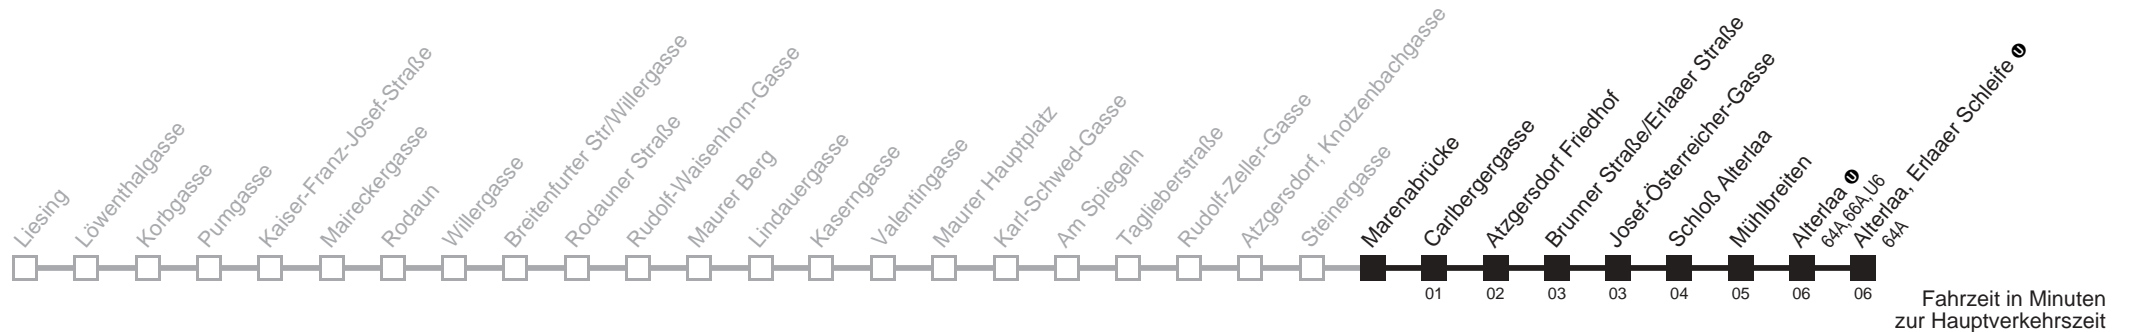 Liesing
Löwenthalgasse
Korbgasse
Pumgasse
Kaiser-Franz-Josef-Straße
Maireckergasse
Rodaun
Willergasse
Breitenfurter Str/Willergasse
Rodauner Straße
Rudolf-Waisenhorn-Gasse
Maurer Berg
Lindauergasse
Kaserngasse
Valentingasse
Maurer Hauptplatz
Karl-Schwed-Gasse
Am Spiegeln
Taglieberstraße
Rudolf-Zeller-Gasse
Atzgersdorf, Knotzenbachgasse
Steinergasse
Marenabrücke
Carlbergergasse
Atzgersdorf Friedhof
Brunner Straße/Erlaaer Straße
Josef-Österreicher-Gasse
Schloß Alterlaa
Mühlbreiten
Alterlaa U
64A,66A,U6
Alterlaa, Erlaaer Schleife U
64A
01 02 03 03 04 05 06 06
Fahrzeit in Minuten
zur Hauptverkehrszeit